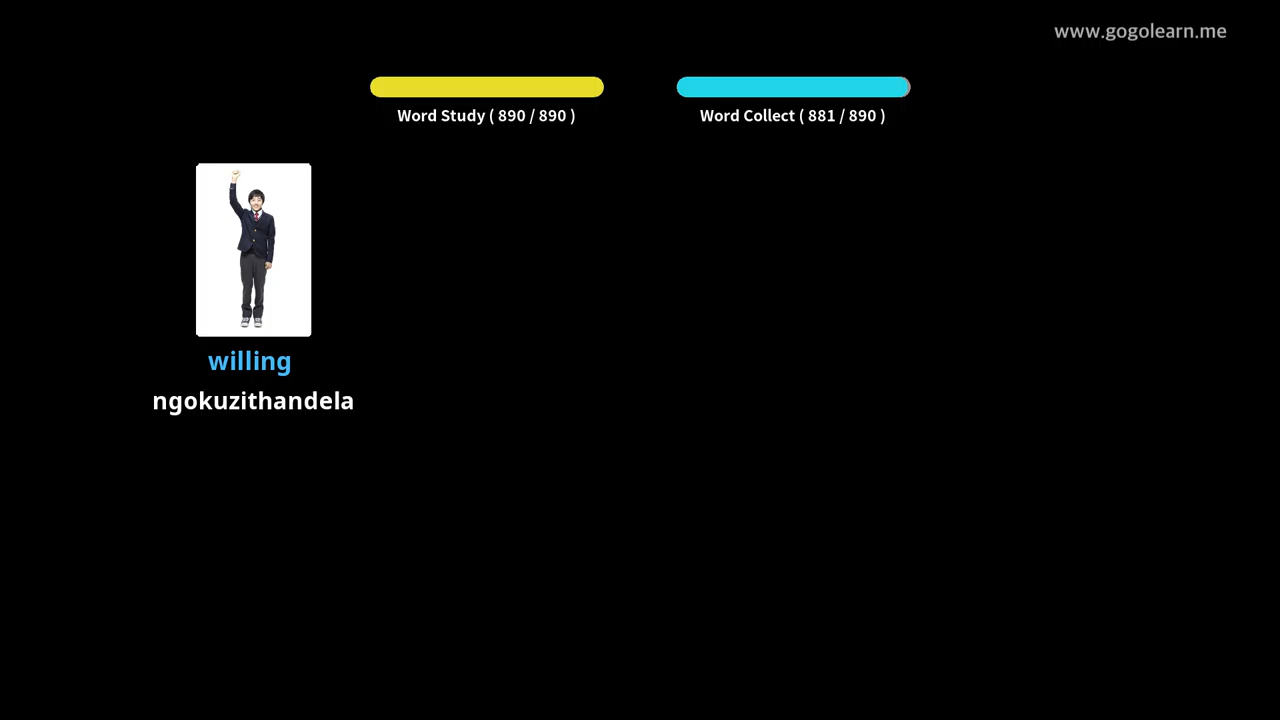 www.gogolearn.me
Word Study ( 890 / 890 )
Word Collect ( 881 / 890 )
willing
ngokuzithandela